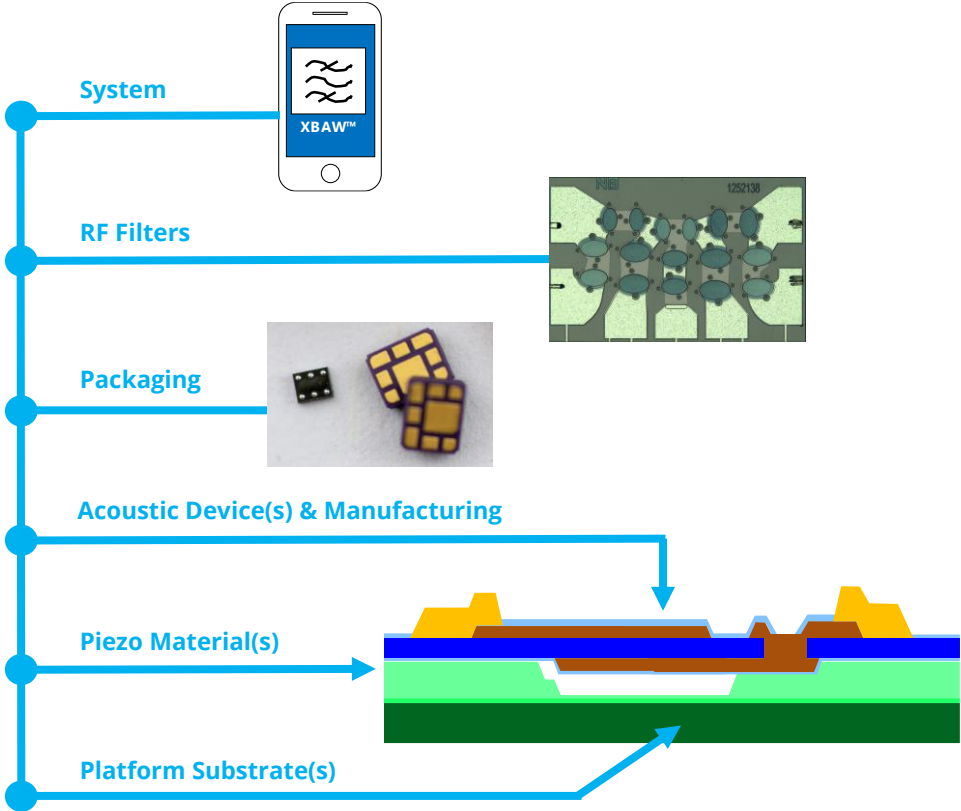 System
XBAW™
RF Filters
1252138
Packaging
Acoustic Device(s) & Manufacturing
Piezo Material(s)
Platform Substrate(s)